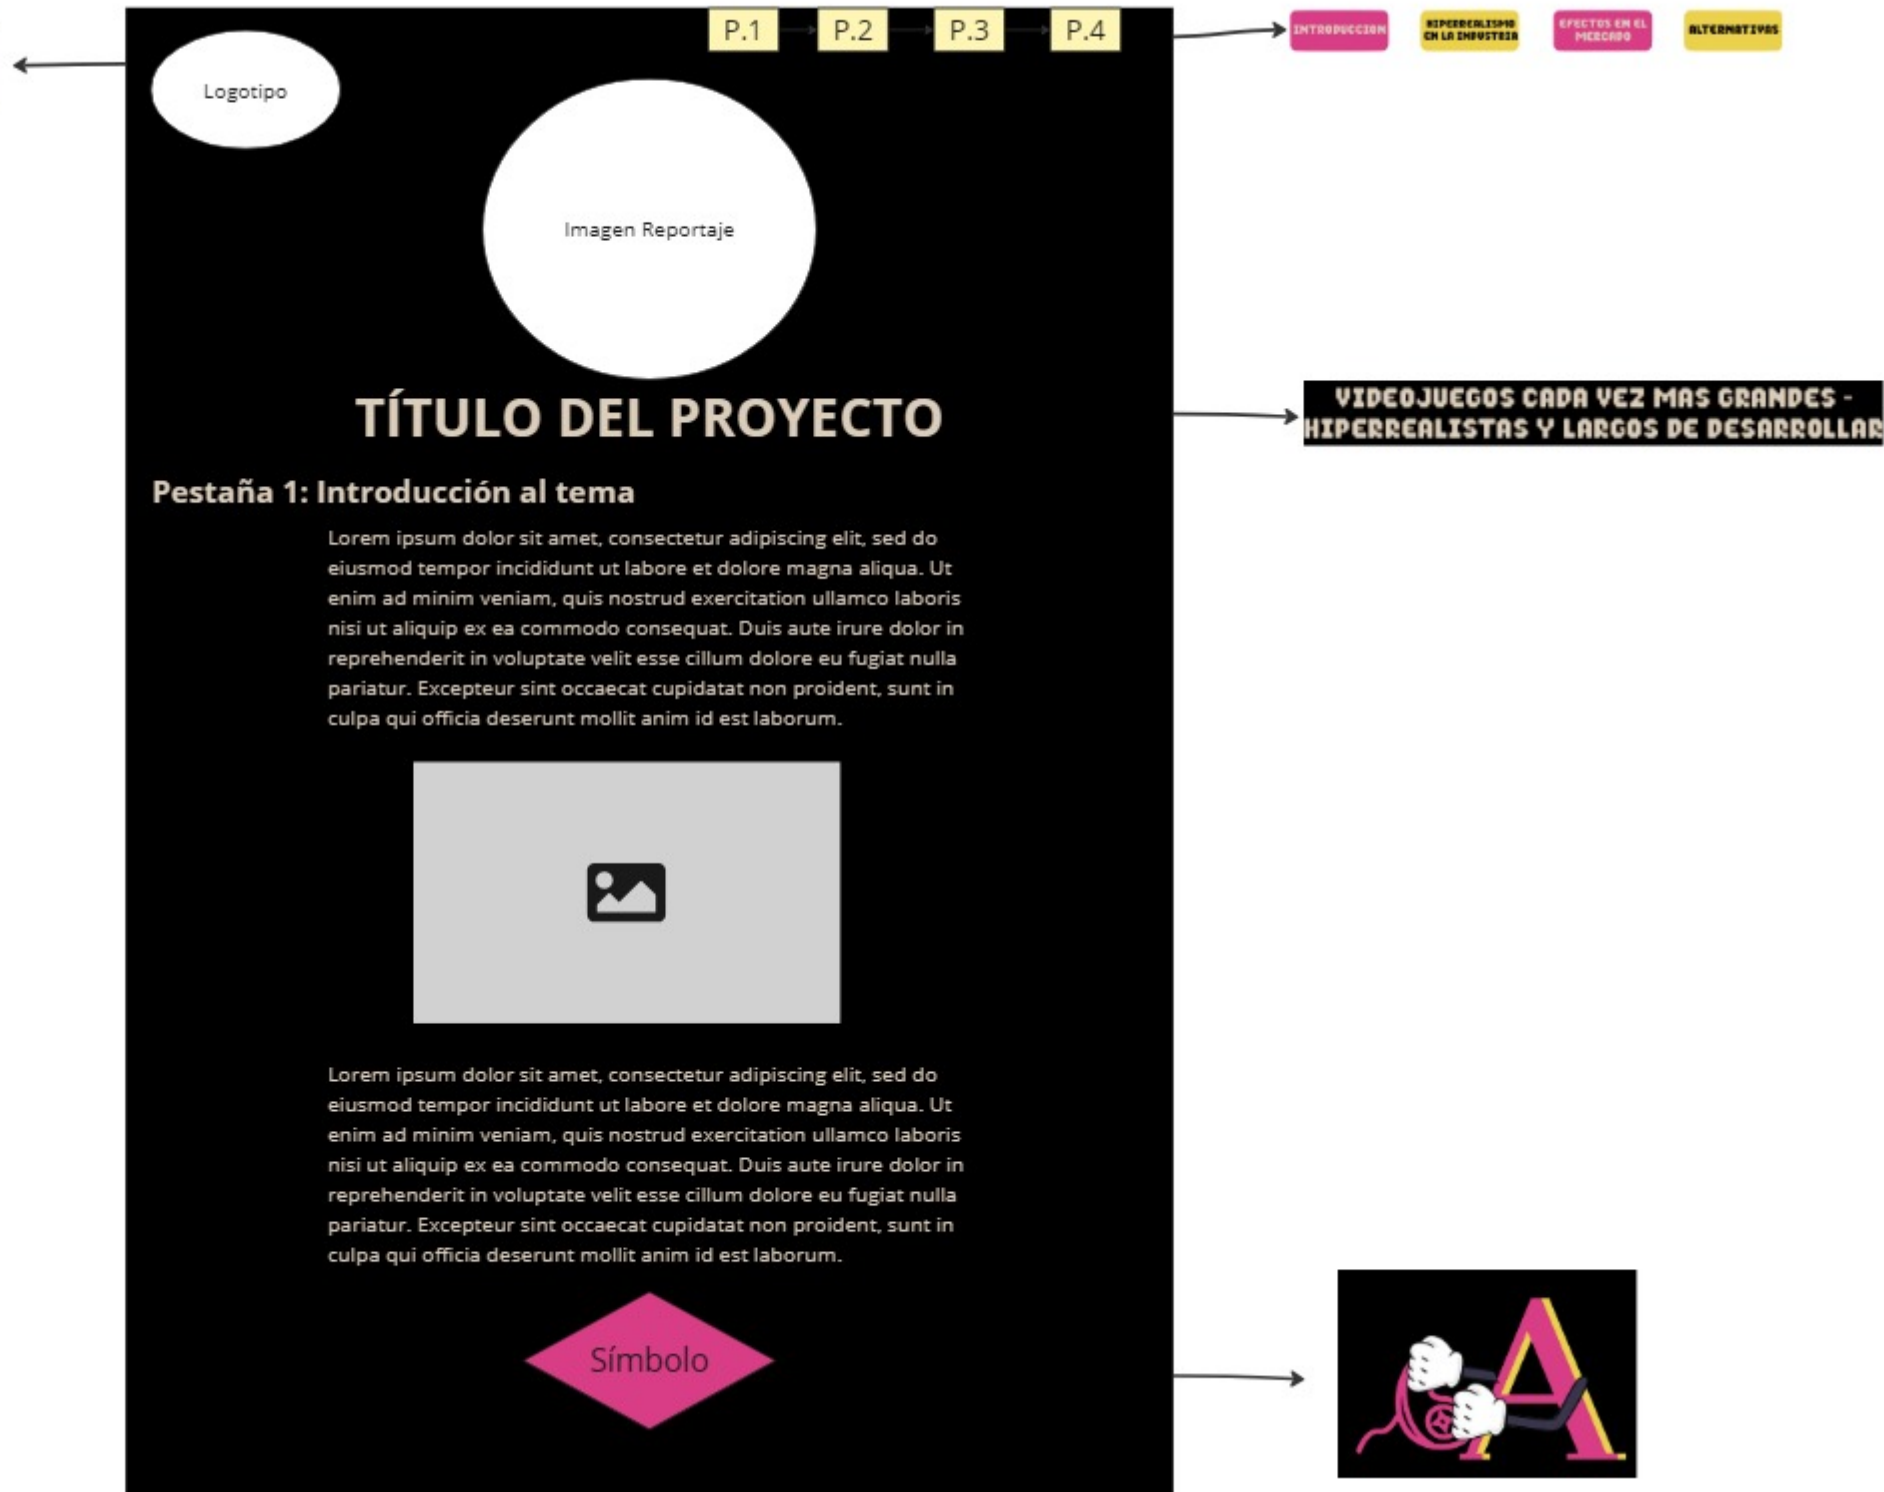 P.1
P.2
P.3
P.4
INTRODUCCION
HIPERREALISMO
EN LA INDUSTRIA
EFECTOS EN EL
MERCADO
ALTERNATIVAS
Logotipo
Imagen Reportaje
TÍTULO DEL PROYECTO
VIDEOJUEGOS CADA VEZ MAS GRANDES -
HIPERREALISTAS Y LARGOS DE DESARROLLAR
Pestaña 1: Introducción al tema
Lorem ipsum dolor sit amet, consectetur adipiscing elit, sed do
eiusmod tempor incididunt ut labore et dolore magna aliqua. Ut
enim ad minim veniam, quis nostrud exercitation ullamco laboris
nisi ut aliquip ex ea commodo consequat. Duis aute irure dolor in
reprehenderit in voluptate velit esse cillum dolore eu fugiat nulla
pariatur. Excepteur sint occaecat cupidatat non proident, sunt in
culpa qui officia deserunt mollit anim id est laborum.
Lorem ipsum dolor sit amet, consectetur adipiscing elit, sed do
eiusmod tempor incididunt ut labore et dolore magna aliqua. Ut
enim ad minim veniam, quis nostrud exercitation ullamco laboris
nisi ut aliquip ex ea commodo consequat. Duis aute irure dolor in
reprehenderit in voluptate velit esse cillum dolore eu fugiat nulla
pariatur. Excepteur sint occaecat cupidatat non proident, sunt in
culpa qui officia deserunt mollit anim id est laborum.
Símbolo
A